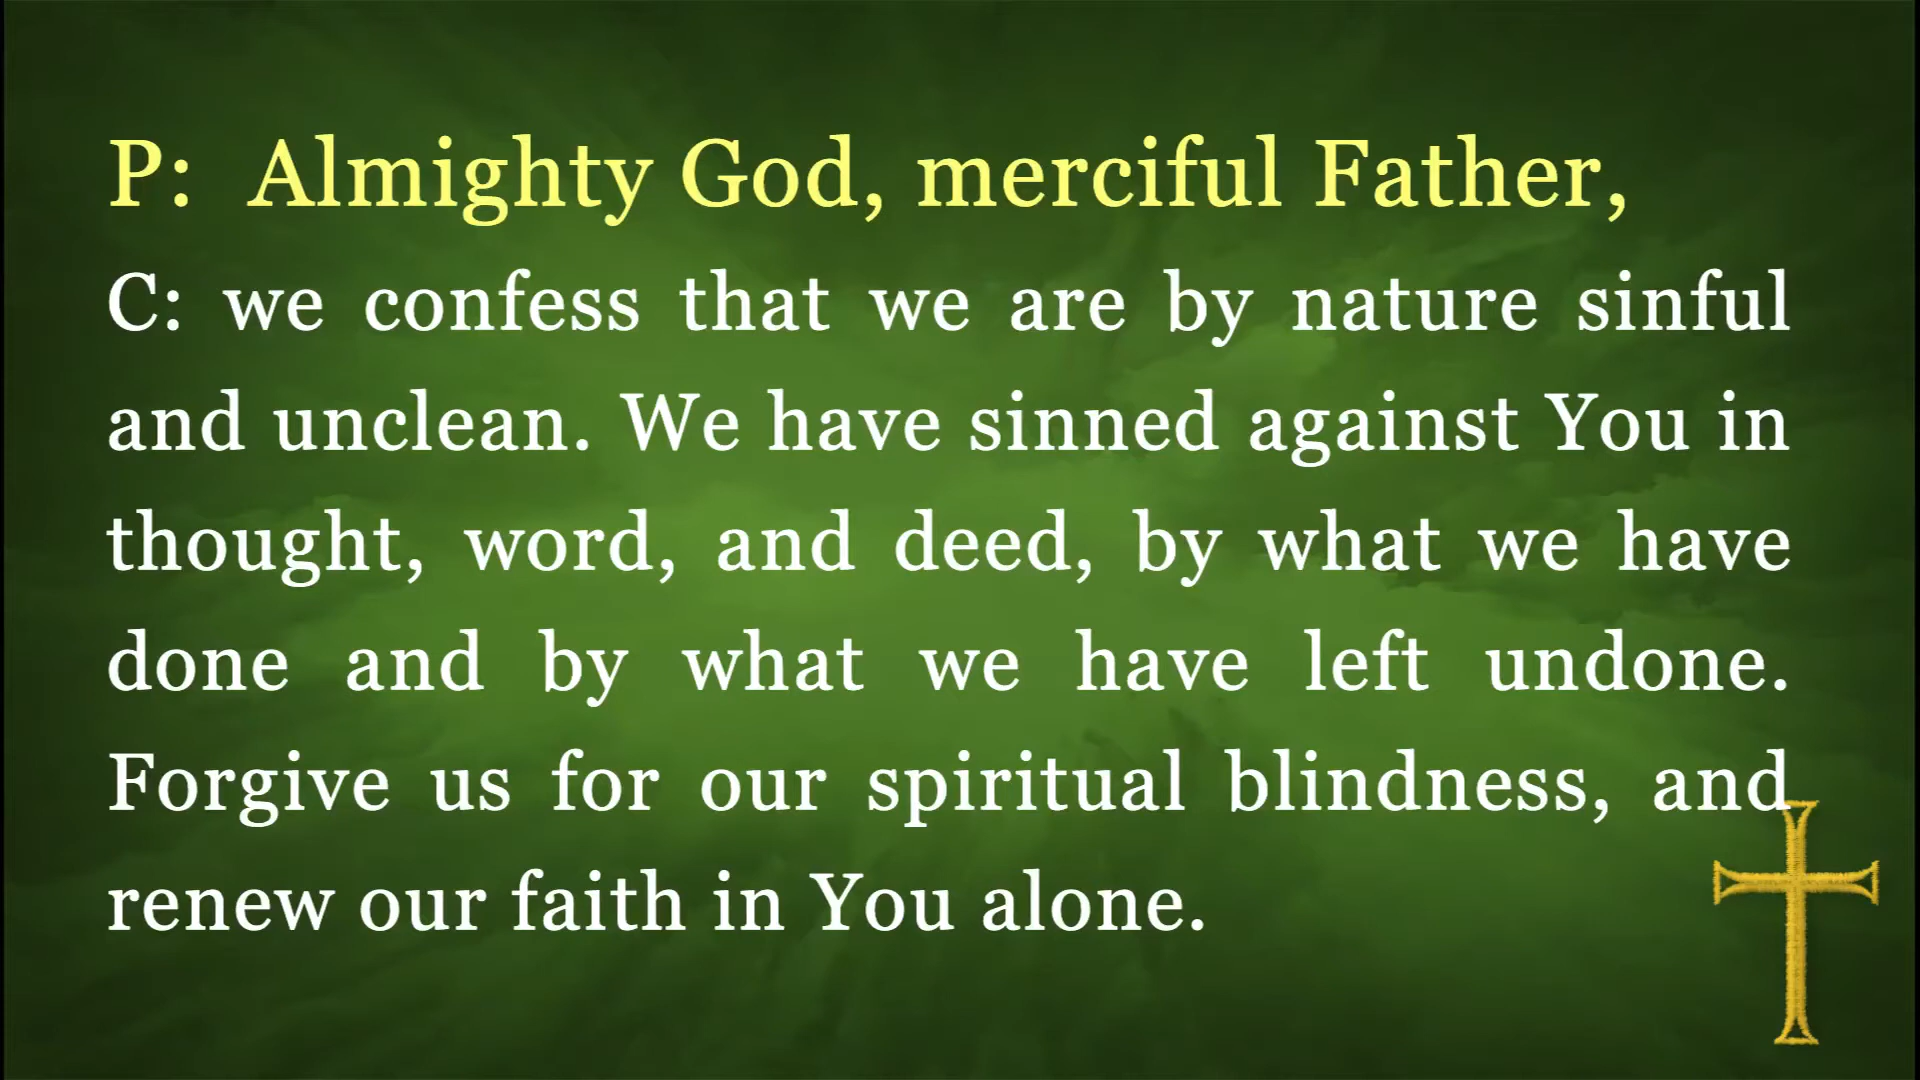 P:  Almighty God, merciful Father,
C: we confess that we are by nature sinful
and unclean. We have sinned against You in
thought, word, and deed, by what we have
done and by what we have left undone.
Forgive us for our spiritual blindness, and
renew our faith in You alone.